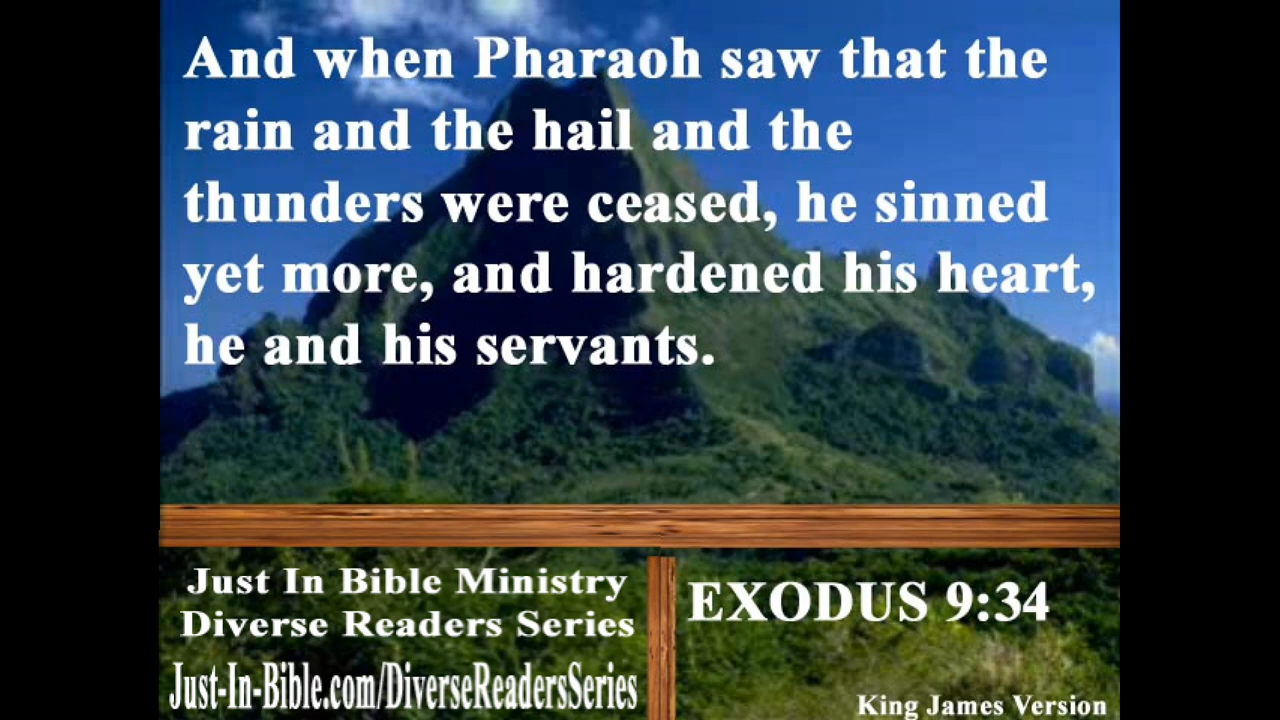 And when Pharaoh saw that the
rain and the hail and the
thunders were ceased, he sinned
yet more, and hardened his heart,
he and his servants.
Just In Bible Ministry
Diverse Readers Series
Just-In-Bible.com/DiverseReadersSeries
EXODUS 9:34
King James Version